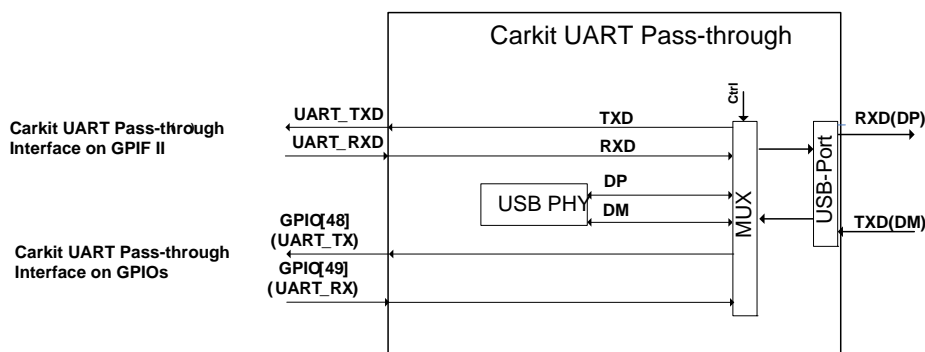 Carkit UART Pass-through
Ctrl
UART_TXD
TXD
RXD(DP)
Carkit UART Pass-through
Interface on GPIF II
UART_RXD
RXD
DP
USB PHY
DM
MUX
USB-Port
TXD(DM)
GPIO[48]
(UART_TX)
Carkit UART Pass-through
Interface on GPIOs
GPIO[49]
(UART_RX)